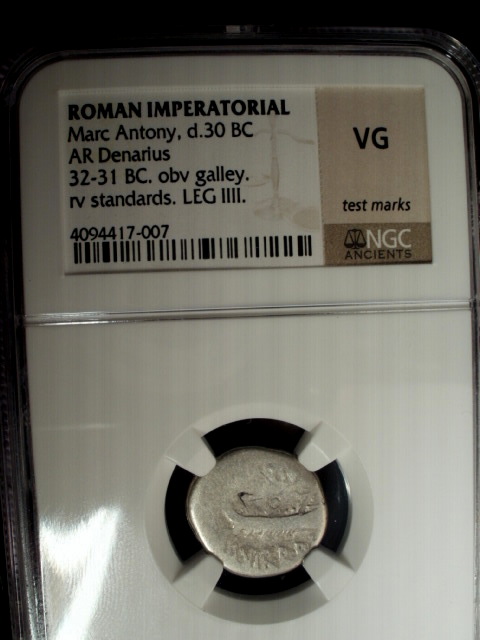 ROMAN IMPERATORIAL
Marc Antony, d.30 BC
AR Denarius
32-31 BC. obv galley.
rv standards. LEG IIII.
4094417-007
VG
test marks
NGC
ANCIENTS